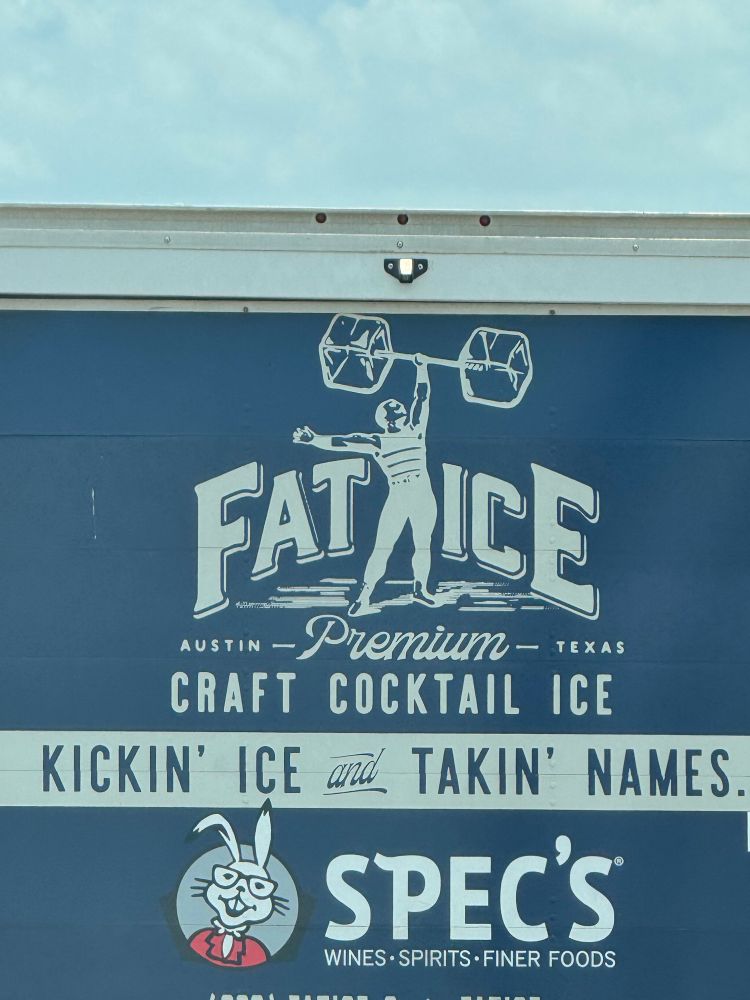 FAT ICE
AUSTIN — Premium — TEXAS
CRAFT COCKTAIL ICE
KICKIN' ICE and TAKIN' NAMES.
SPEC'S®
WINES • SPIRITS • FINER FOODS